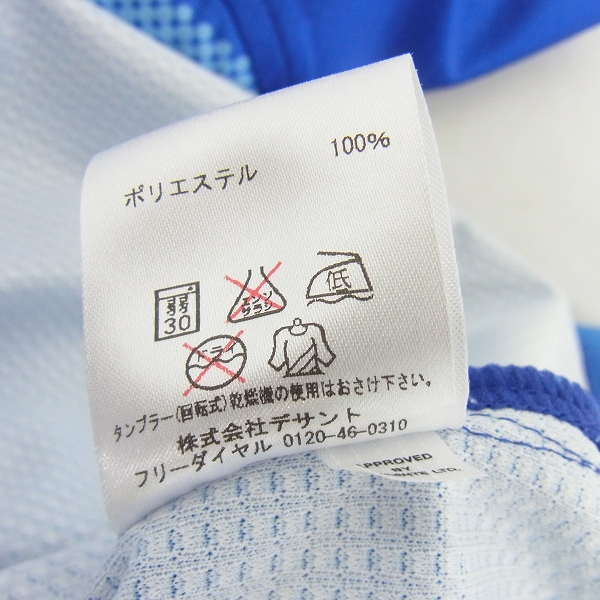 ポリエステル 100%
弱
30
エンソ
サラシ
低
ドライ
タンブラー(回転式)乾燥機の使用はおさけ下さい。
株式会社デサント
フリーダイヤル 0120-46-0310
PPROVED
BY
NTE LTD.